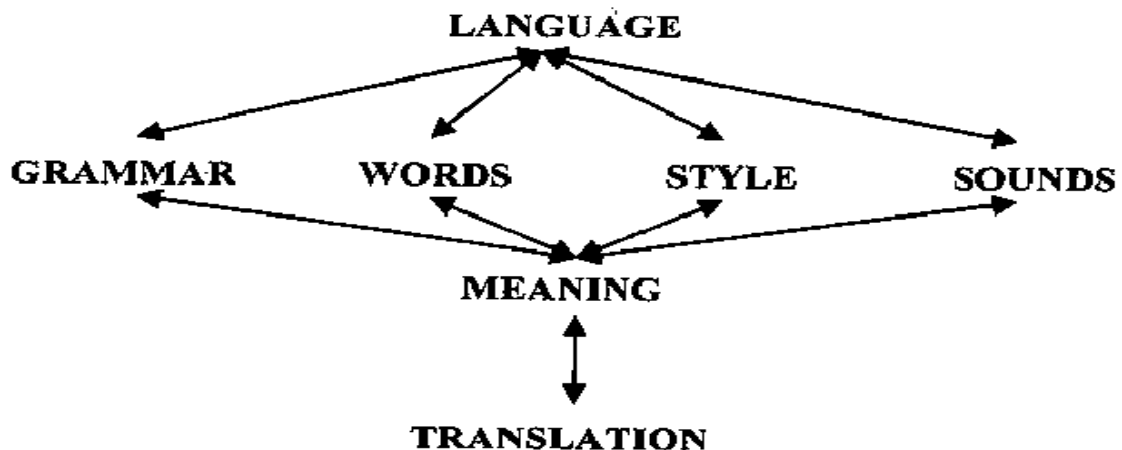 LANGUAGE
GRAMMAR WORDS STYLE SOUNDS
MEANING
TRANSLATION